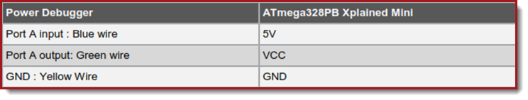 Power Debugger ATmega328PB Xplained Mini
Port A input : Blue wire 5V
Port A output: Green wire VCC
GND : Yellow Wire GND